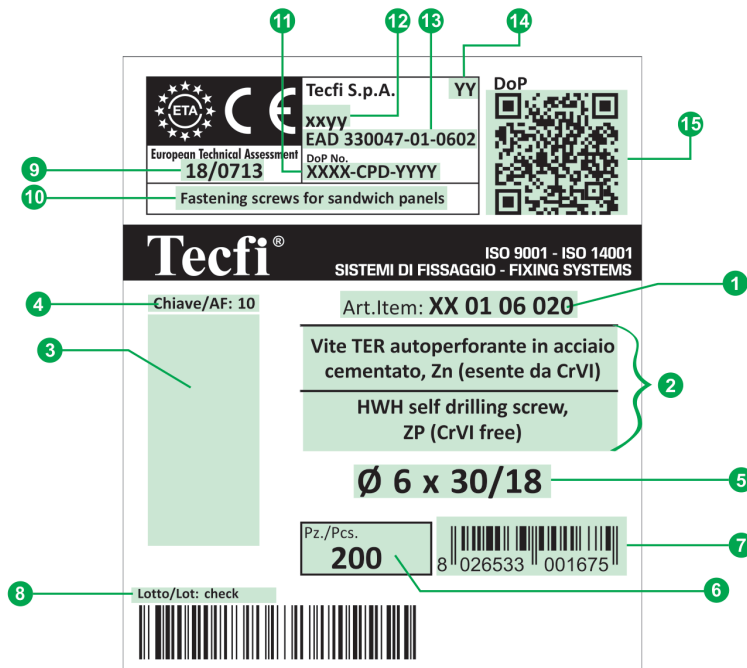 11
12
13
14
Tecfi S.p.A.
YY
DoP
ETA
CE
xxyy
EAD 330047-01-0602
15
European Technical Assessment
DoP No.
9
18/0713
XXXX-CPD-YYYY
10
Fastening screws for sandwich panels
Tecfi®
ISO 9001 - ISO 14001
SISTEMI DI FISSAGGIO - FIXING SYSTEMS
4
Chiave/AF: 10
Art.Item: XX 01 06 020
1
3
Vite TER autoperforante in acciaio
cementato, Zn (esente da CrVI)
2
HWH self drilling screw,
ZP (CrVI free)
Ø 6 x 30/18
5
Pz./Pcs.
200
8 026533 001675
7
6
8
Lotto/Lot: check